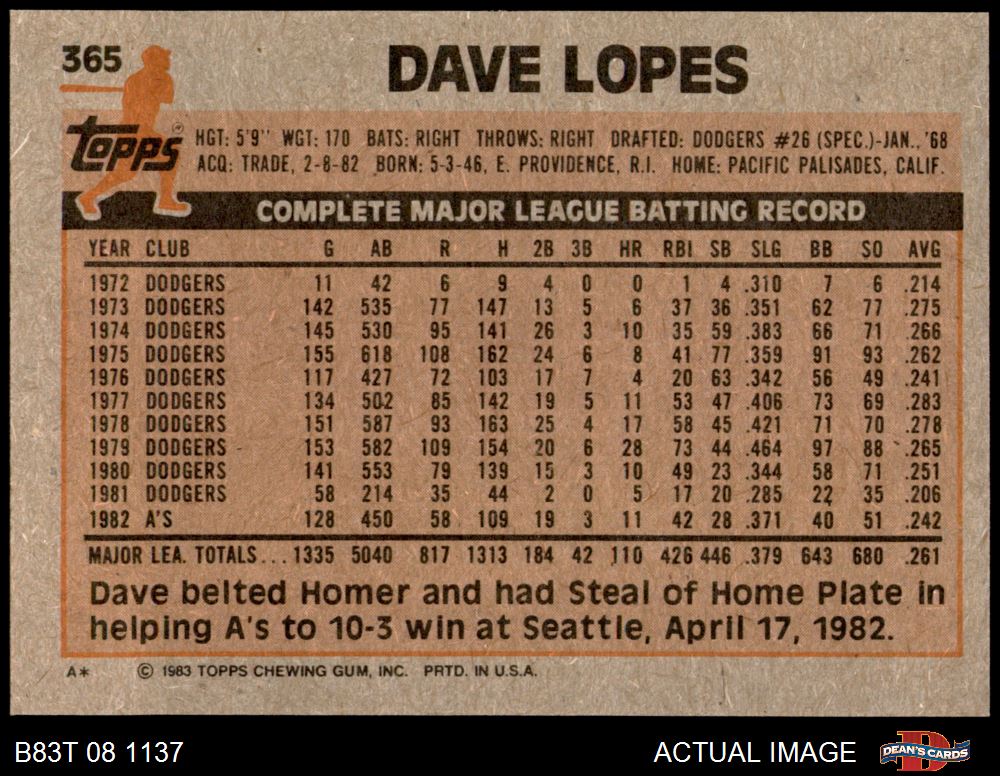 365
DAVE LOPES
Topps®
HGT: 5'9" WGT: 170 BATS: RIGHT THROWS: RIGHT DRAFTED: DODGERS #26 (SPEC.)-JAN., '68
ACQ: TRADE, 2-8-82 BORN: 5-3-46, E. PROVIDENCE, R.I. HOME: PACIFIC PALISADES, CALIF.
COMPLETE MAJOR LEAGUE BATTING RECORD
YEAR CLUB G AB R H 2B 3B HR RBI SB SLG BB SO AVG
1972 DODGERS 11 42 6 9 4 0 0 1 4 .310 7 6 .214
1973 DODGERS 142 535 77 147 13 5 6 37 36 .351 62 77 .275
1974 DODGERS 145 530 95 141 26 3 10 35 59 .383 66 71 .266
1975 DODGERS 155 618 108 162 24 6 8 41 77 .359 91 93 .262
1976 DODGERS 117 427 72 103 17 7 4 20 63 .342 56 49 .241
1977 DODGERS 134 502 85 142 19 5 11 53 47 .406 73 69 .283
1978 DODGERS 151 587 93 163 25 4 17 58 45 .421 71 70 .278
1979 DODGERS 153 582 109 154 20 6 28 73 44 .464 97 88 .265
1980 DODGERS 141 553 79 139 15 3 10 49 23 .344 58 71 .251
1981 DODGERS 58 214 35 44 2 0 5 17 20 .285 22 35 .206
1982 A'S 128 450 58 109 19 3 11 42 28 .371 40 51 .242
MAJOR LEA. TOTALS... 1335 5040 817 1313 184 42 110 426 446 .379 643 680 .261
Dave belted Homer and had Steal of Home Plate in
helping A's to 10-3 win at Seattle, April 17, 1982.
A* © 1983 TOPPS CHEWING GUM, INC. PRTD. IN U.S.A.
B83T 08 1137 ACTUAL IMAGE DEAN'S CARDS